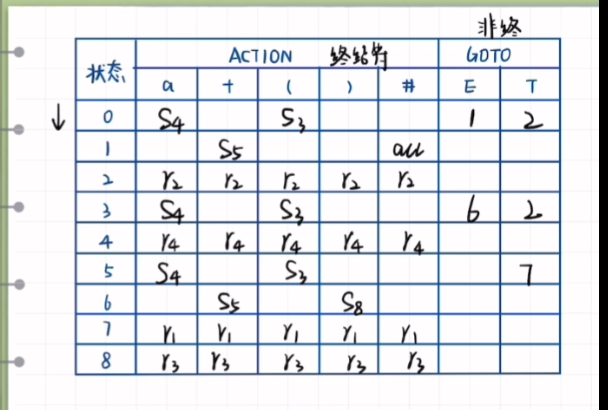 非终
ACTION 终结符 GOTO
状态 a + ( ) # E T
↓ 0 S4 S3 1 2
1 S5 acc
2 r2 r2 r2 r2 r2
3 S4 S3 6 2
4 r4 r4 r4 r4 r4
5 S4 S3 7
6 S5 S8
7 r1 r1 r1 r1 r1
8 r3 r3 r3 r3 r3